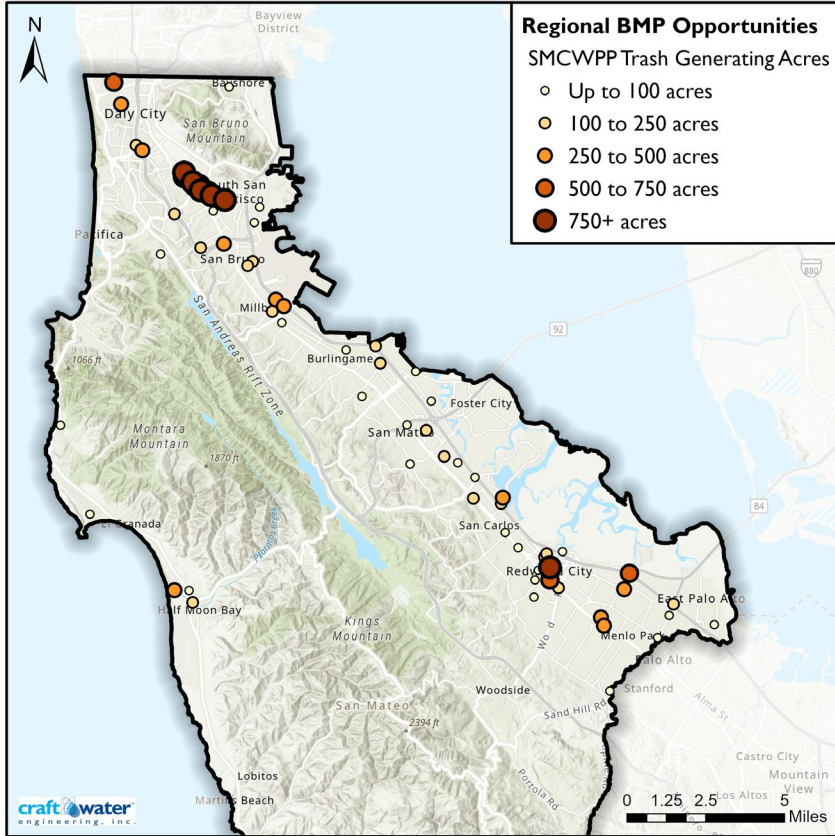 N
Bayview
District
Regional BMP Opportunities
SMCWPP Trash Generating Acres
Up to 100 acres
100 to 250 acres
250 to 500 acres
500 to 750 acres
750+ acres
Bayshore
Daly City
San Bruno
Mountain
Pacifica
San Bruno
880
San Andreas Rift Zone
92
1066 ft
Burlingame
Foster City
Montara
Mountain
San Mateo
1870 ft
84
El Granada
San Carlos
Redwood City
East Palo Alto
Half Moon Bay
Kings
Mountain
Menlo Park
Palo Alto
Woodside
Stanford
San Mateo
Sand Hill Rd
Alma St
2394 ft
Castro City
Mountain
View
Lobitos
Portola Rd
Los Altos
Martins Beach
craft water
engineering, inc.
0 1.25 2.5 5
Miles